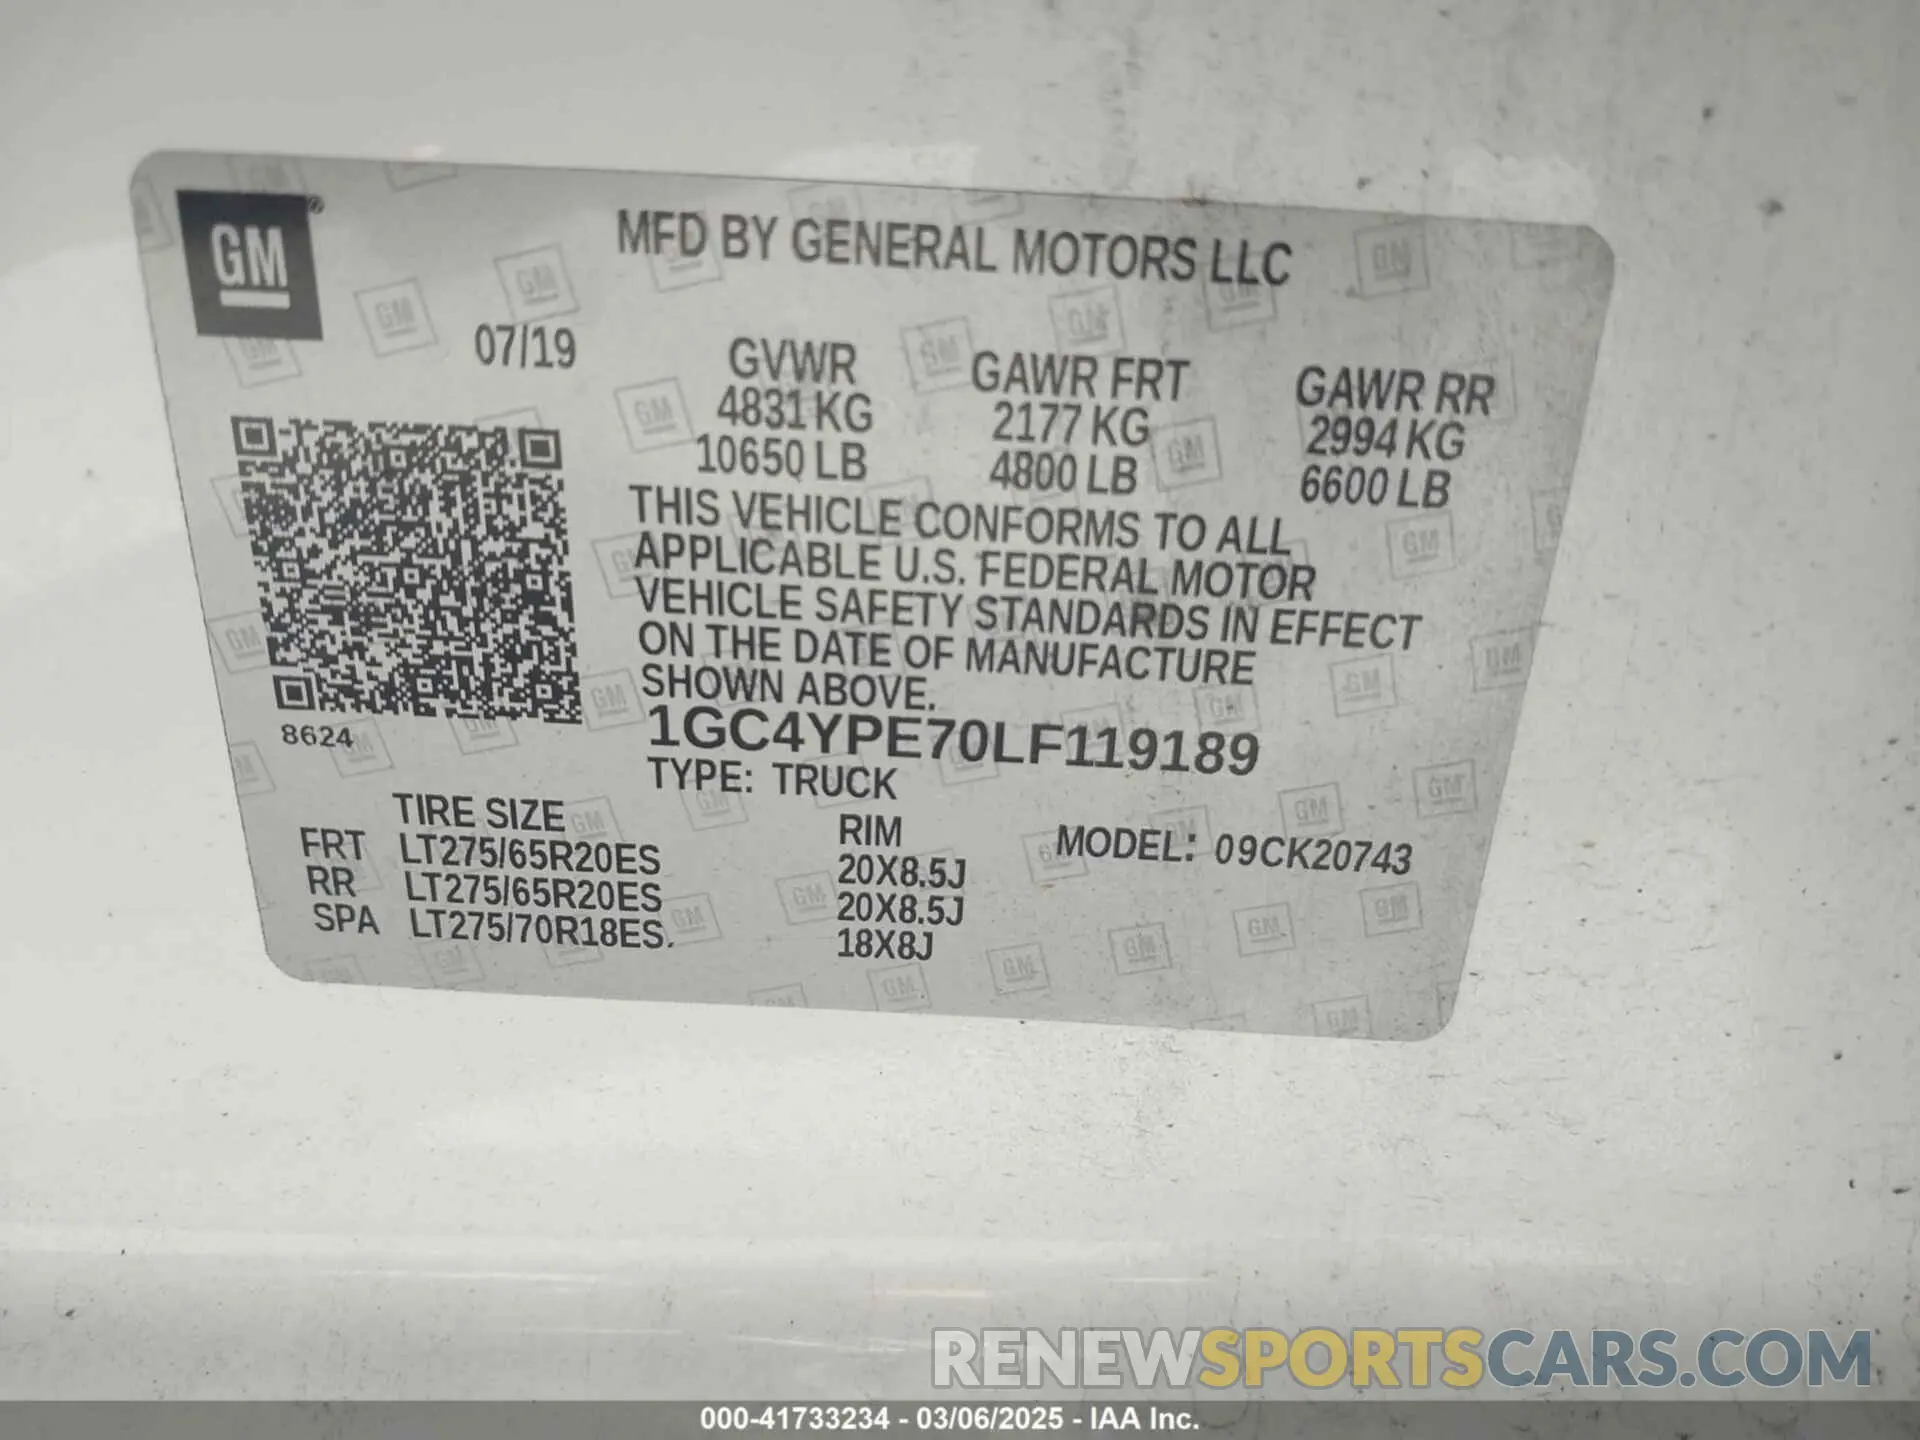 GM
MFD BY GENERAL MOTORS LLC
07/19
GVWR GAWR FRT GAWR RR
4831 KG 2177 KG 2994 KG
10650 LB 4800 LB 6600 LB
THIS VEHICLE CONFORMS TO ALL
APPLICABLE U.S. FEDERAL MOTOR
VEHICLE SAFETY STANDARDS IN EFFECT
ON THE DATE OF MANUFACTURE
SHOWN ABOVE.
8624
1GC4YPE70LF119189
TYPE: TRUCK
TIRE SIZE RIM MODEL: 09CK20743
FRT LT275/65R20ES 20X8.5J
RR LT275/65R20ES 20X8.5J
SPA LT275/70R18ES. 18X8J
RENEWSPORTSCARS.COM
000-41733234 - 03/06/2025 - IAA Inc.